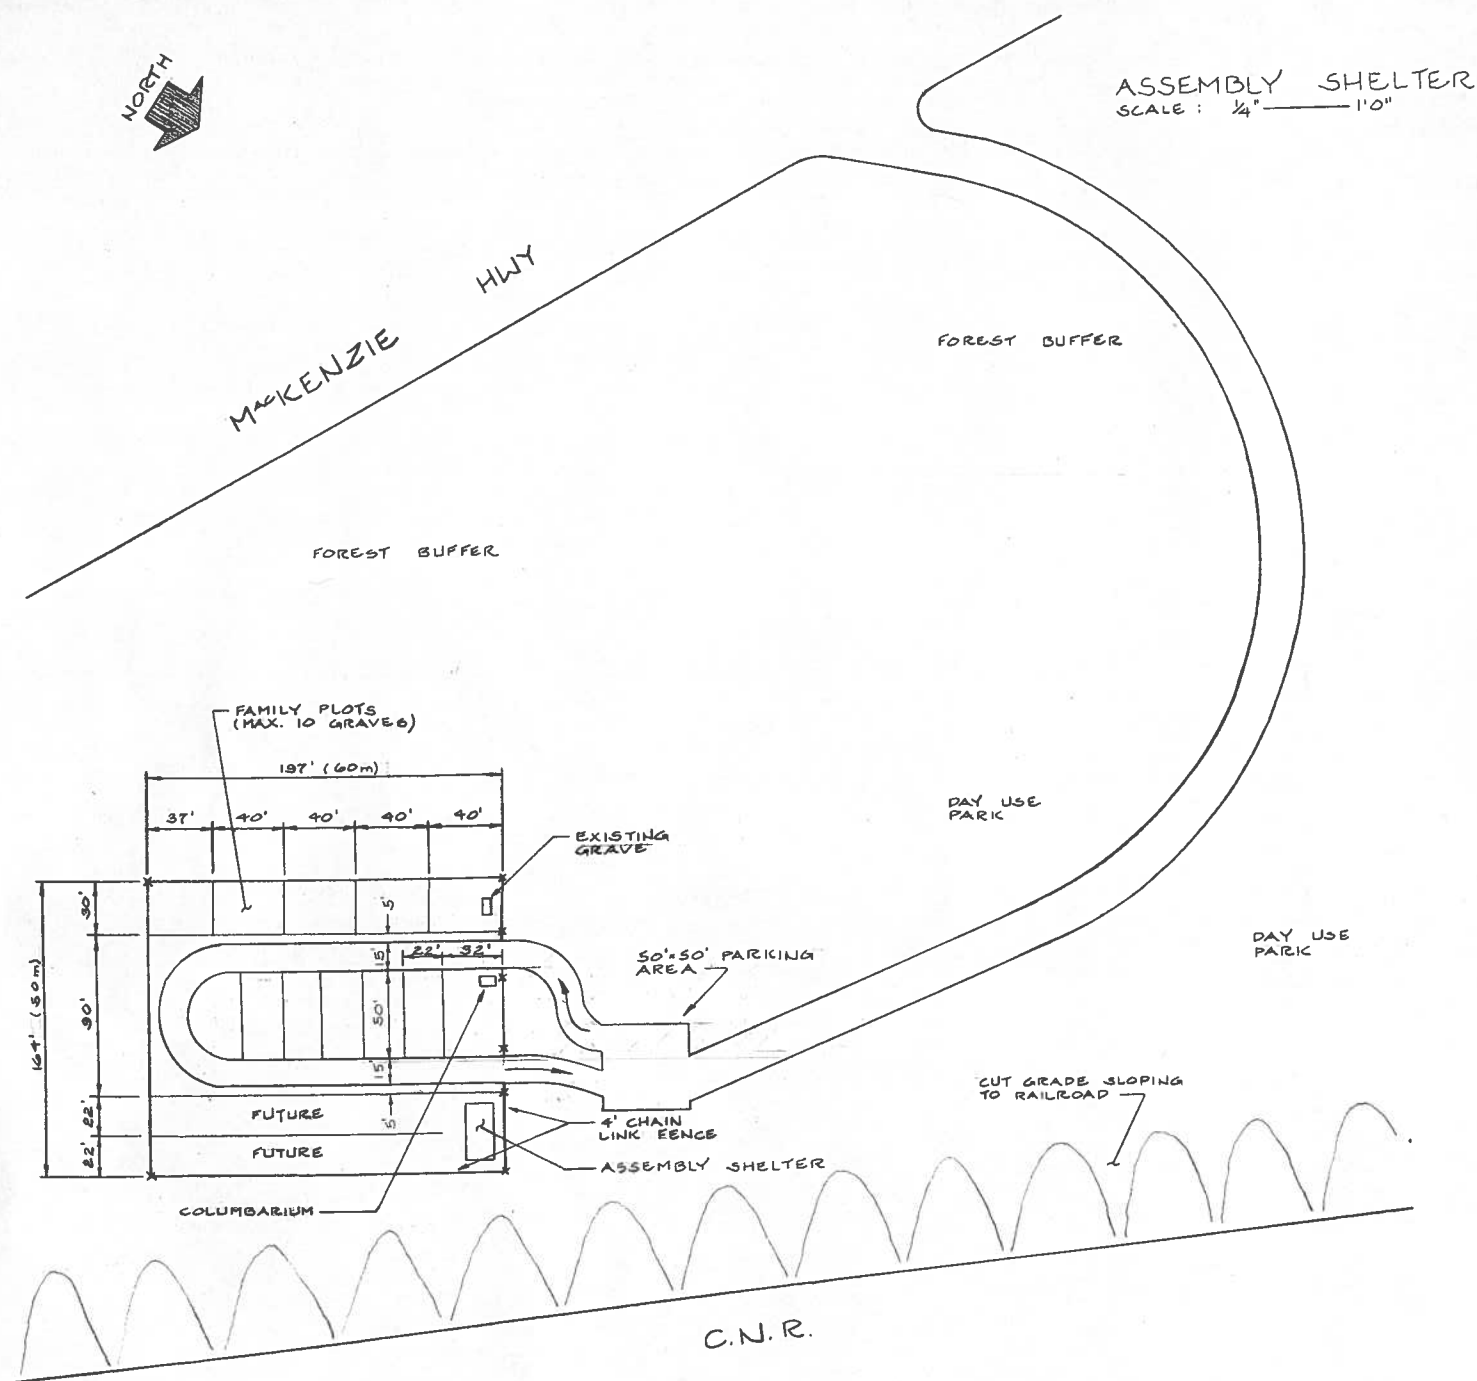 NORTH
ASSEMBLY SHELTER
SCALE : ¼" 1'0"
MacKENZIE HWY
FOREST BUFFER
FOREST BUFFER
FAMILY PLOTS
(MAX. 10 GRAVES)
197' (60m)
37' 40' 40' 40' 40'
EXISTING
GRAVE
DAY USE
PARK
DAY USE
PARK
30'
5'
22' 32'
15'
50'×50' PARKING
AREA
164' (50m)
90'
50'
15'
CUT GRADE SLOPING
TO RAILROAD
22'
FUTURE
5'
4' CHAIN
LINK FENCE
22'
FUTURE
ASSEMBLY SHELTER
COLUMBARIUM
C.N.R.